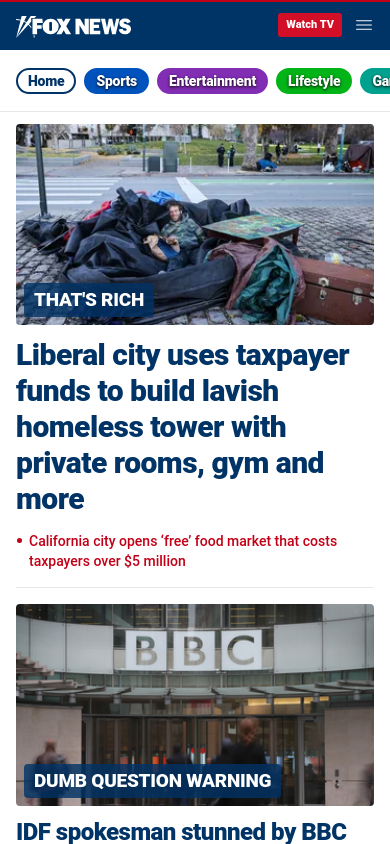 FOX NEWS
Watch TV
Home
Sports
Entertainment
Lifestyle
THAT'S RICH
Liberal city uses taxpayer
funds to build lavish
homeless tower with
private rooms, gym and
more
• California city opens ‘free’ food market that costs
taxpayers over $5 million
BBC
DUMB QUESTION WARNING
IDF spokesman stunned by BBC